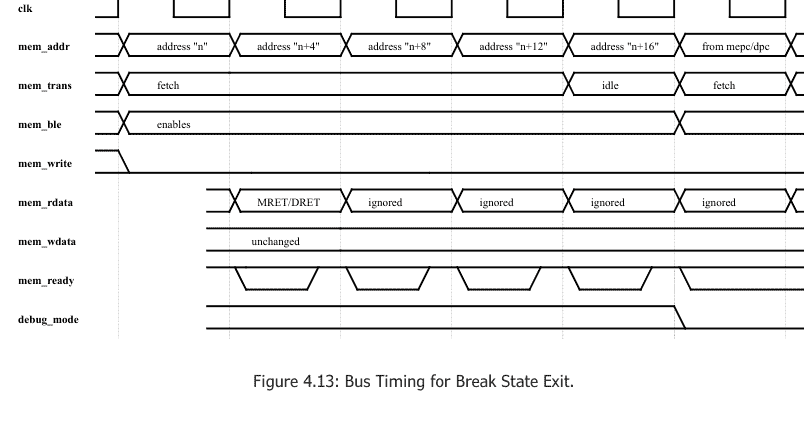 clk
mem_addr address "n" address "n+4" address "n+8" address "n+12" address "n+16" from mepc/dpc
mem_trans fetch idle fetch
mem_ble enables
mem_write
mem_rdata MRET/DRET ignored ignored ignored ignored
mem_wdata unchanged
mem_ready
debug_mode
Figure 4.13: Bus Timing for Break State Exit.